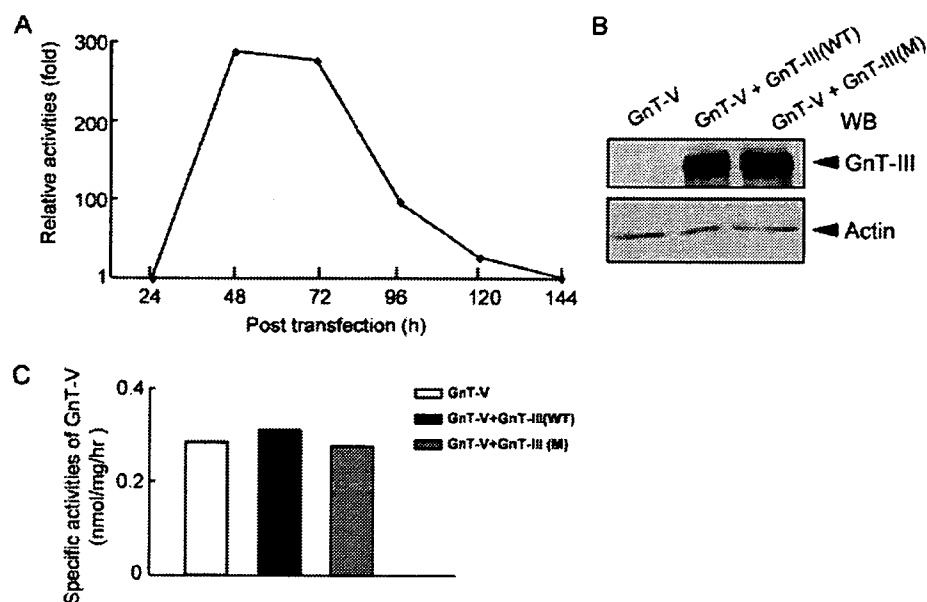 A
Relative activities (fold)
300
200
100
1
24 48 72 96 120 144
Post transfection (h)
B
GnT-V
GnT-V + GnT-III(WT)
GnT-V + GnT-III(M)
WB
GnT-III
Actin
C
Specific activities of GnT-V
(nmol/mg/hr)
0.4
0.2
0
GnT-V
GnT-V+GnT-III(WT)
GnT-V+GnT-III (M)